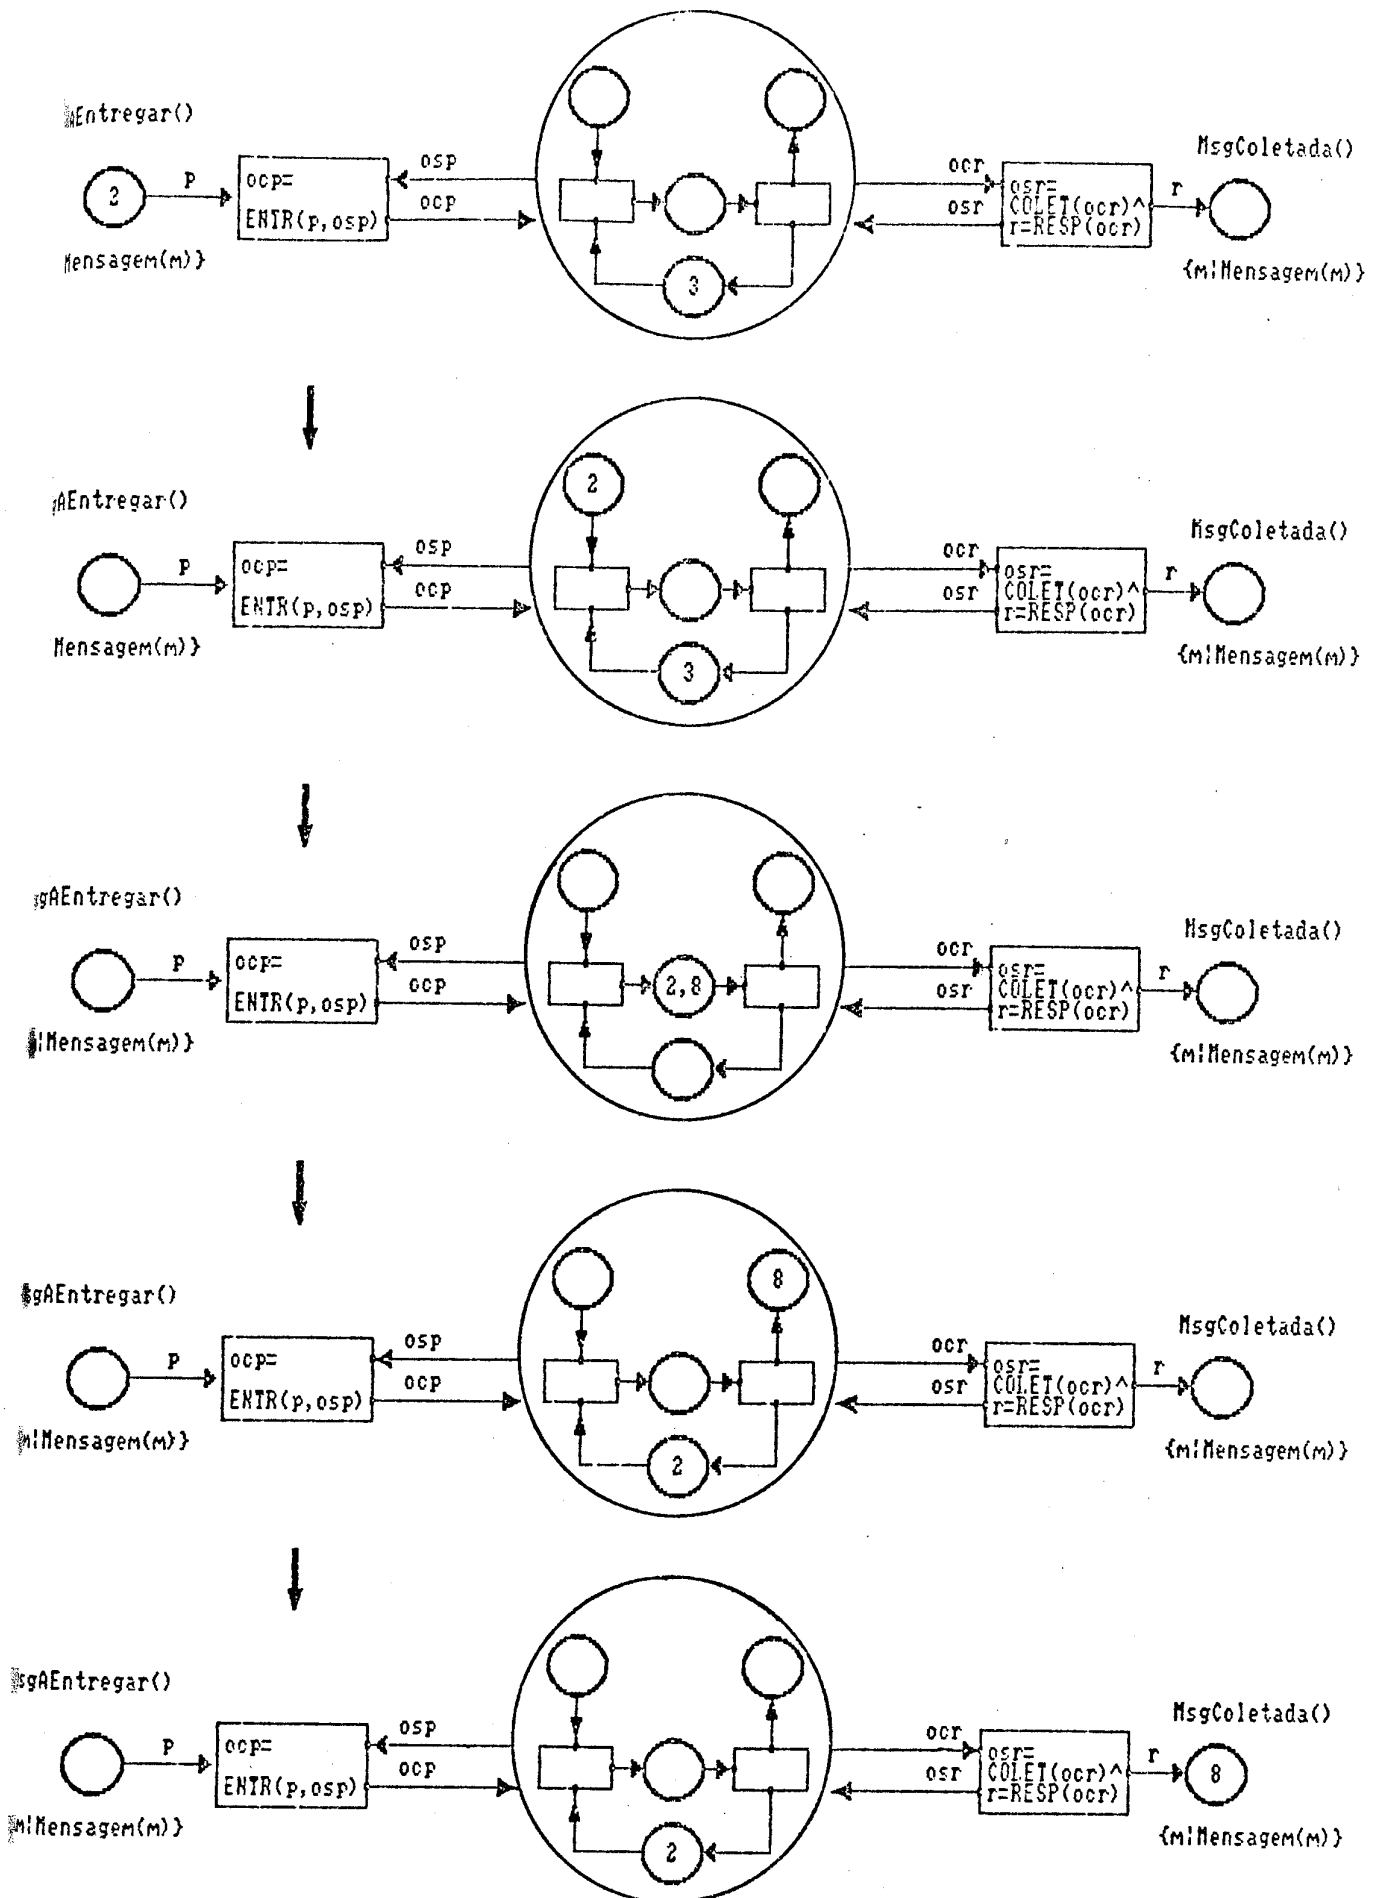 AEntregar()
MsgColetada()
2
p
ocp=
ENTR(p,osp)
osp
ocp
3
ocr
osr
osr=
COLET(ocr)^
r=RESP(ocr)
r
Mensagem(m)}
{m|Mensagem(m)}
AEntregar()
MsgColetada()
p
ocp=
ENTR(p,osp)
osp
ocp
2
3
ocr
osr
osr=
COLET(ocr)^
r=RESP(ocr)
r
Mensagem(m)}
{m|Mensagem(m)}
gAEntregar()
MsgColetada()
p
ocp=
ENTR(p,osp)
osp
ocp
2,8
ocr
osr
osr=
COLET(ocr)^
r=RESP(ocr)
r
|Mensagem(m)}
{m|Mensagem(m)}
gAEntregar()
MsgColetada()
p
ocp=
ENTR(p,osp)
osp
ocp
8
2
ocr
osr
osr=
COLET(ocr)^
r=RESP(ocr)
r
m|Mensagem(m)}
{m|Mensagem(m)}
sgAEntregar()
MsgColetada()
p
ocp=
ENTR(p,osp)
osp
ocp
2
ocr
osr
osr=
COLET(ocr)^
r=RESP(ocr)
r
8
m|Mensagem(m)}
{m|Mensagem(m)}